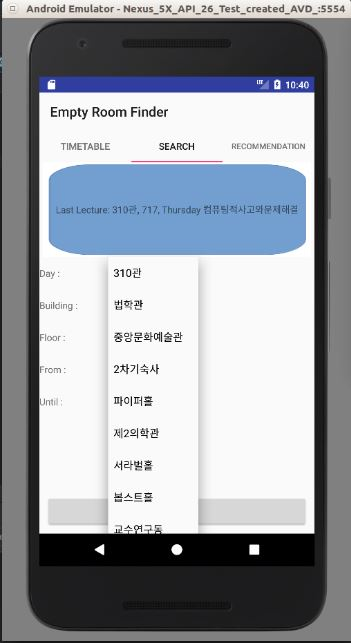 Android Emulator - Nexus_5X_API_26_Test_created_AVD_:5554
LTE 10:40
Empty Room Finder
TIMETABLE SEARCH RECOMMENDATION
Last Lecture: 310관, 717, Thursday 컴퓨팅적사고와문제해결
Day :
310관
Building :
법학관
Floor :
중앙문화예술관
From :
2차기숙사
Until :
파이퍼홀
제2의학관
서라벌홀
봅스트홀
교수연구동